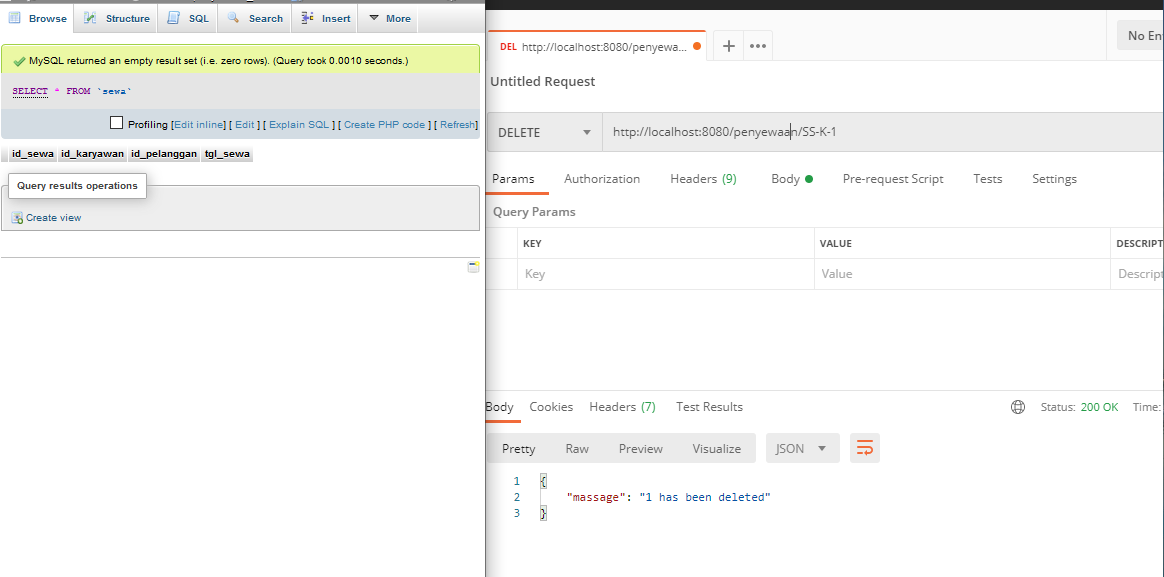 Browse Structure SQL Search Insert More
MySQL returned an empty result set (i.e. zero rows). (Query took 0.0010 seconds.)
SELECT * FROM `sewa`
Profiling [Edit inline] [ Edit ] [ Explain SQL ] [ Create PHP code ] [ Refresh]
id_sewa id_karyawan id_pelanggan tgl_sewa
Query results operations
Create view
DEL http://localhost:8080/penyewa...
No En
Untitled Request
DELETE http://localhost:8080/penyewaan/SS-K-1
Params Authorization Headers (9) Body Pre-request Script Tests Settings
Query Params
KEY VALUE DESCRIPT
Key Value Descrip
Body Cookies Headers (7) Test Results Status: 200 OK Time:
Pretty Raw Preview Visualize JSON
1 {
2 "massage": "1 has been deleted"
3 }